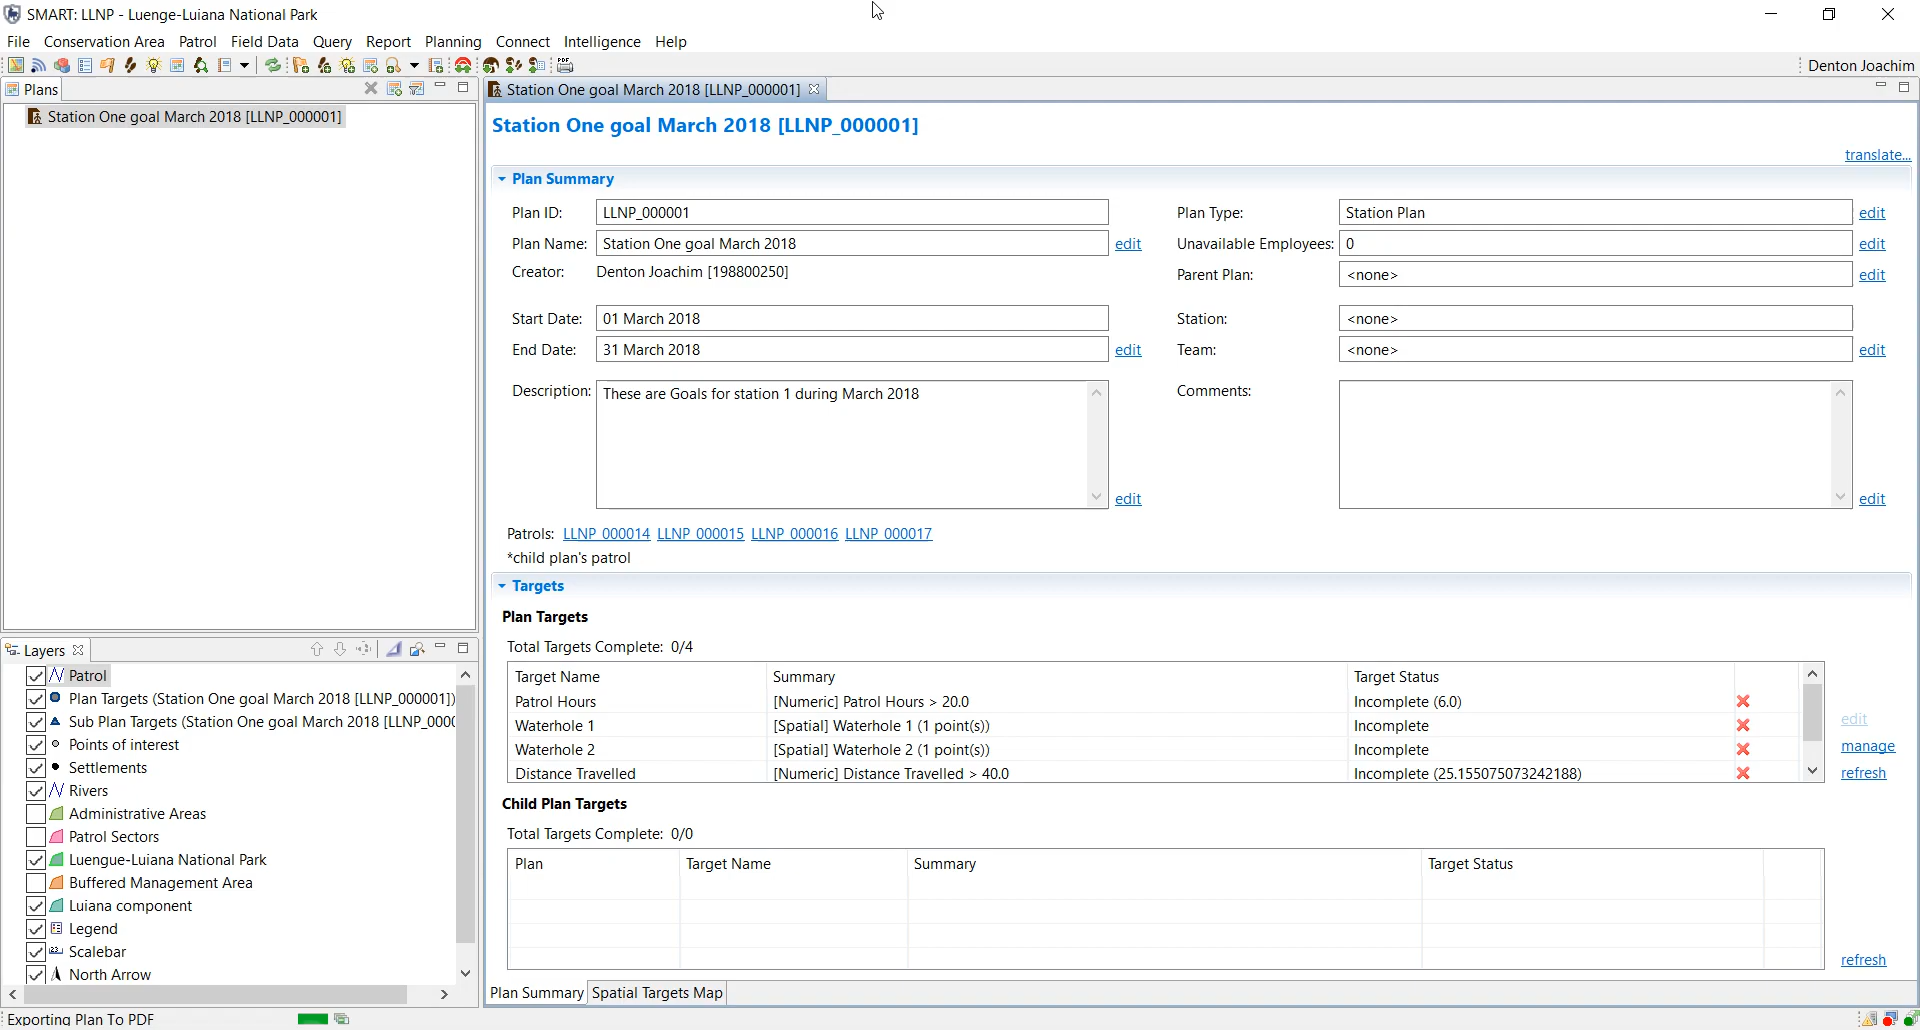 SMART: LLNP - Luenge-Luiana National Park
File Conservation Area Patrol Field Data Query Report Planning Connect Intelligence Help
PDF
Denton Joachim
Plans
Station One goal March 2018 [LLNP_000001]
Station One goal March 2018 [LLNP_000001]
Station One goal March 2018 [LLNP_000001]
translate...
Plan Summary
Plan ID: LLNP_000001 Plan Type: Station Plan edit
Plan Name: Station One goal March 2018 edit Unavailable Employees: 0 edit
Creator: Denton Joachim [198800250] Parent Plan: <none> edit
Start Date: 01 March 2018 Station: <none>
End Date: 31 March 2018 edit Team: <none> edit
Description: These are Goals for station 1 during March 2018 edit Comments: edit
Patrols: LLNP_000014 LLNP_000015 LLNP_000016 LLNP_000017
*child plan's patrol
Targets
Plan Targets
Total Targets Complete: 0/4
Target Name Summary Target Status
Patrol Hours [Numeric] Patrol Hours > 20.0 Incomplete (6.0)
Waterhole 1 [Spatial] Waterhole 1 (1 point(s)) Incomplete edit
Waterhole 2 [Spatial] Waterhole 2 (1 point(s)) Incomplete manage
Distance Travelled [Numeric] Distance Travelled > 40.0 Incomplete (25.155075073242188) refresh
Child Plan Targets
Total Targets Complete: 0/0
Plan Target Name Summary Target Status
refresh
Plan Summary Spatial Targets Map
Layers
Patrol
Plan Targets (Station One goal March 2018 [LLNP_000001])
Sub Plan Targets (Station One goal March 2018 [LLNP_000(
Points of interest
Settlements
Rivers
Administrative Areas
Patrol Sectors
Luengue-Luiana National Park
Buffered Management Area
Luiana component
Legend
Scalebar
North Arrow
Exporting Plan To PDF